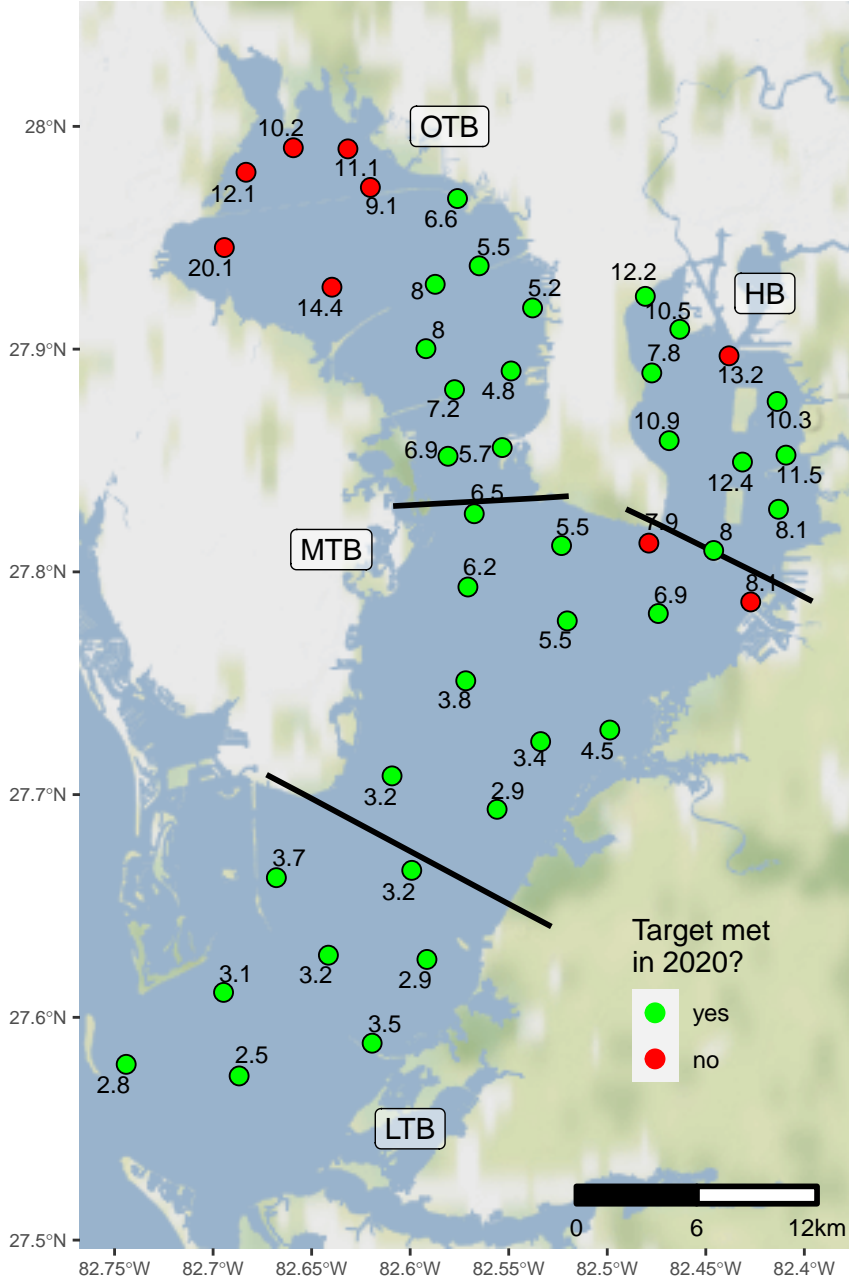 28°N
OTB
10.2
11.1
12.1
9.1
6.6
20.1
5.5
14.4
8
5.2
12.2
HB
10.5
8
27.9°N
7.8
13.2
7.2
4.8
10.3
10.9
6.9
5.7
12.4
11.5
6.5
7.9
8.1
MTB
5.5
8
27.8°N
6.2
8.1
6.9
5.5
3.8
3.4
4.5
27.7°N
3.2
2.9
3.7
3.2
Target met
in 2020?
3.1
3.2
2.9
yes
27.6°N
3.5
no
2.8
2.5
LTB
0
6
12km
27.5°N
82.75°W
82.7°W
82.65°W
82.6°W
82.55°W
82.5°W
82.45°W
82.4°W